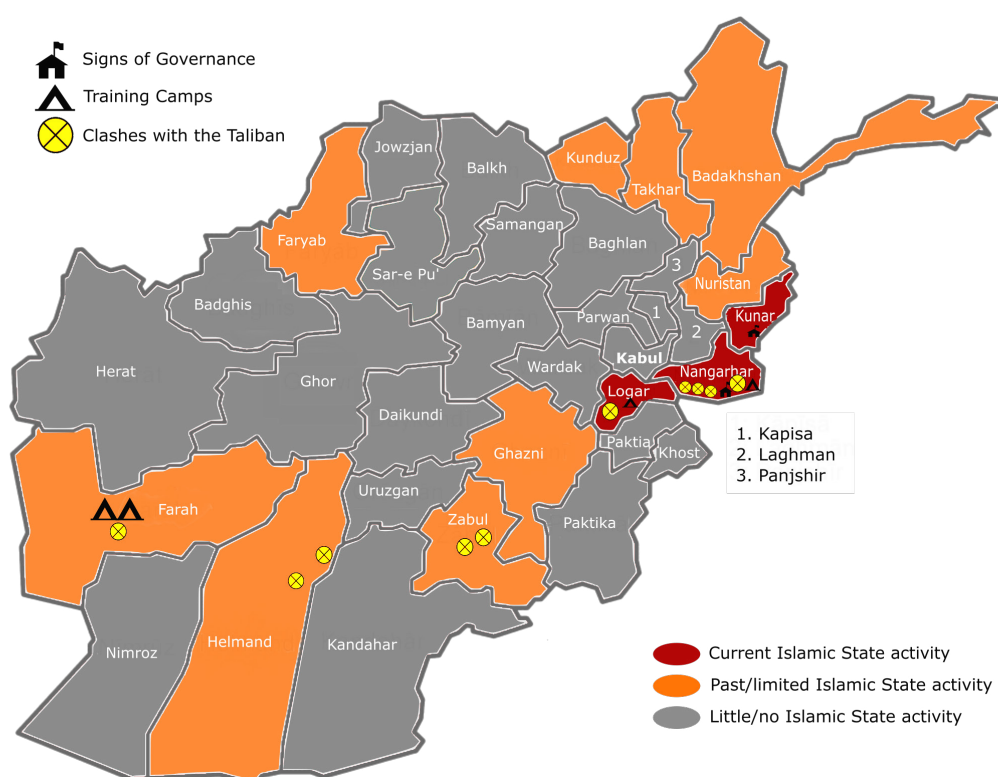 Signs of Governance
Training Camps
Clashes with the Taliban
Jowzjan
Balkh
Kunduz
Takhar
Badakhshan
Faryab
Samangan
Baghlan
Sar-e Pu
3
Nuristan
Badghis
Bamyan
Parwan
1
2
Kunar
Herat
Ghor
Wardak
Kabul
Nangarhar
Logar
Daikundi
Ghazni
Paktia
Khost
1. Kapisa
2. Laghman
3. Panjshir
Farah
Uruzgan
Zabul
Paktika
Nimroz
Helmand
Kandahar
Current Islamic State activity
Past/limited Islamic State activity
Little/no Islamic State activity